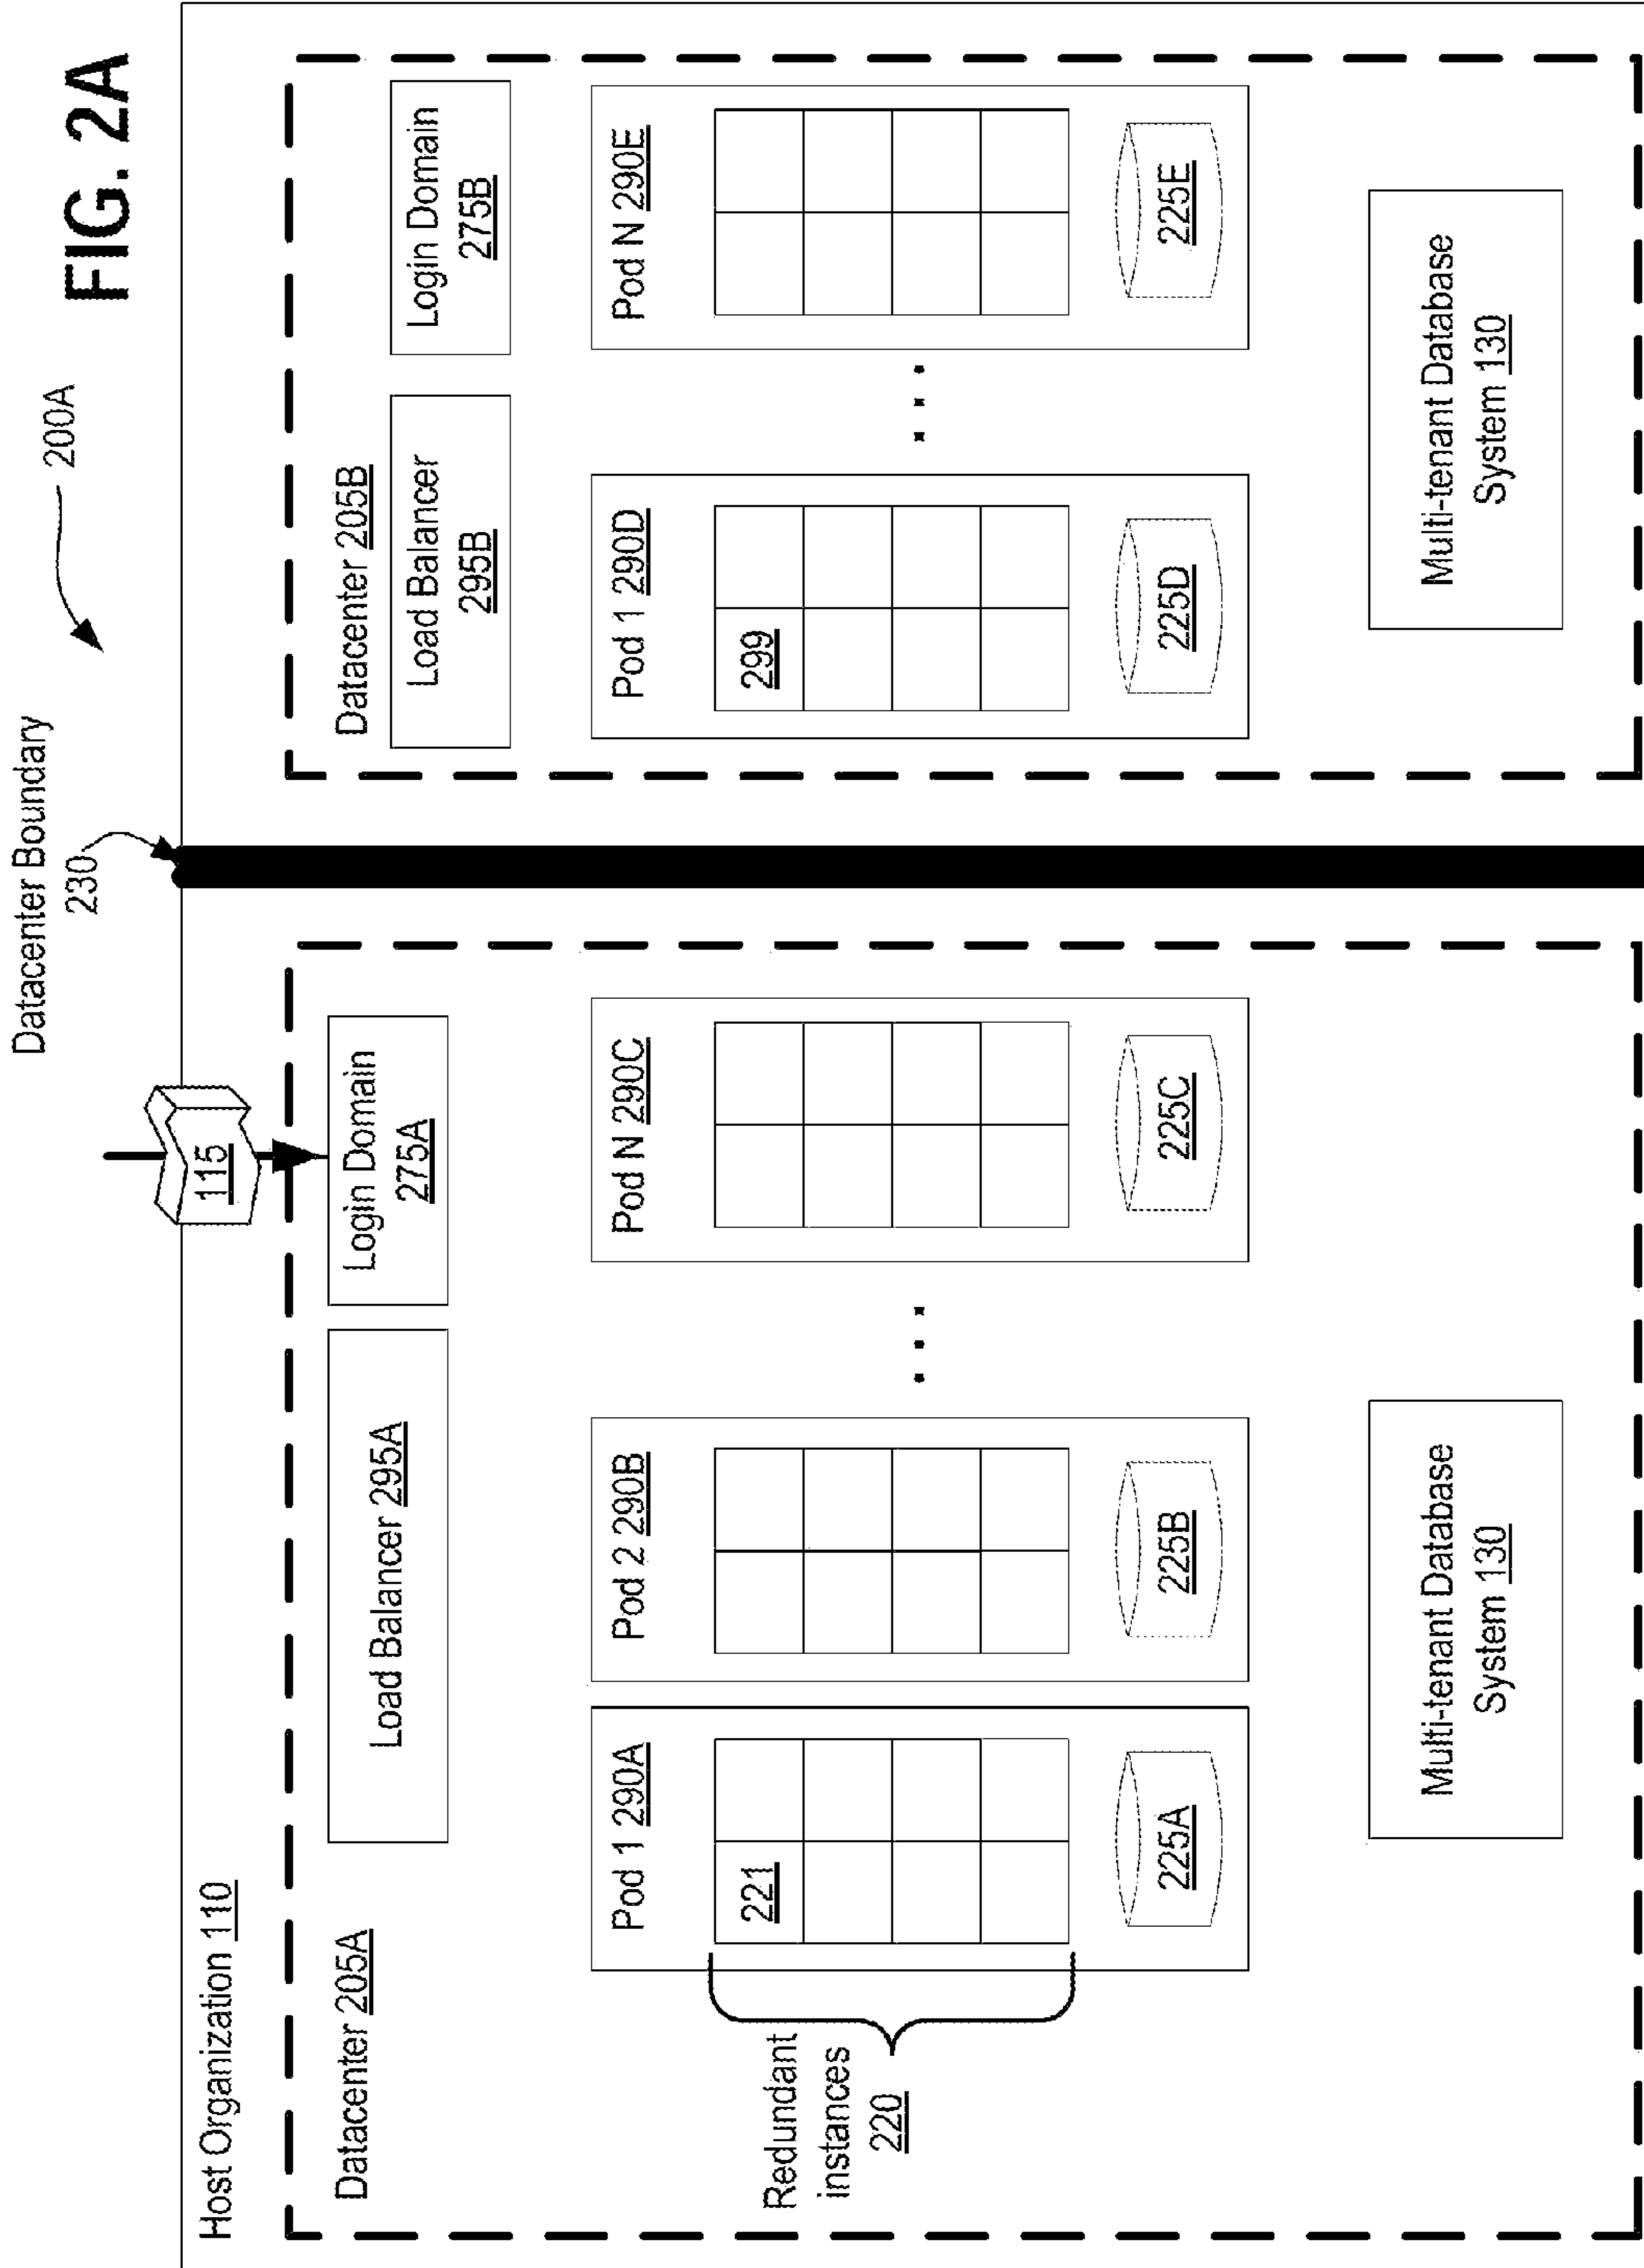 FIG. 2A
200A
Datacenter Boundary
230
115
Host Organization 110
Datacenter 205A
Load Balancer 295A
Login Domain
275A
Pod 1 290A
221
225A
Redundant
instances
220
Pod 2 290B
225B
. . .
Pod N 290C
225C
Multi-tenant Database
System 130
Datacenter 205B
Load Balancer
295B
Login Domain
275B
Pod 1 290D
299
225D
. . .
Pod N 290E
225E
Multi-tenant Database
System 130